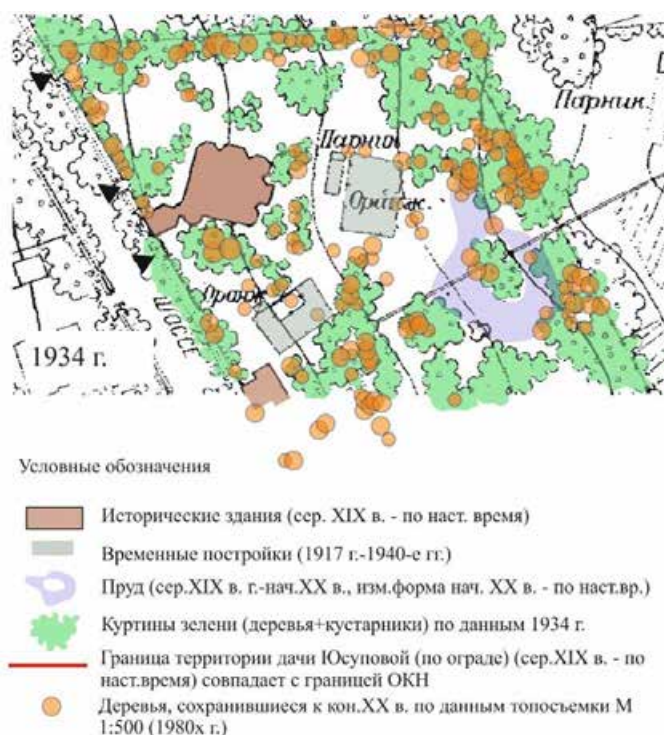 Парник.
Парник
Оранж.
Оранж.
Шоссе
1934 г.
Условные обозначения
Исторические здания (сер. XIX в. - по наст. время)
Временные постройки (1917 г.-1940-е гг.)
Пруд (сер.XIX в. г.-нач.XX в., изм.форма нач. XX в. - по наст.вр.)
Куртины зелени (деревья+кустарники) по данным 1934 г.
Граница территории дачи Юсуповой (по ограде) (сер.XIX в. - по
наст.время) совпадает с границей ОКН
Деревья, сохранившиеся к кон.XX в. по данным топосъемки М
1:500 (1980х г.)